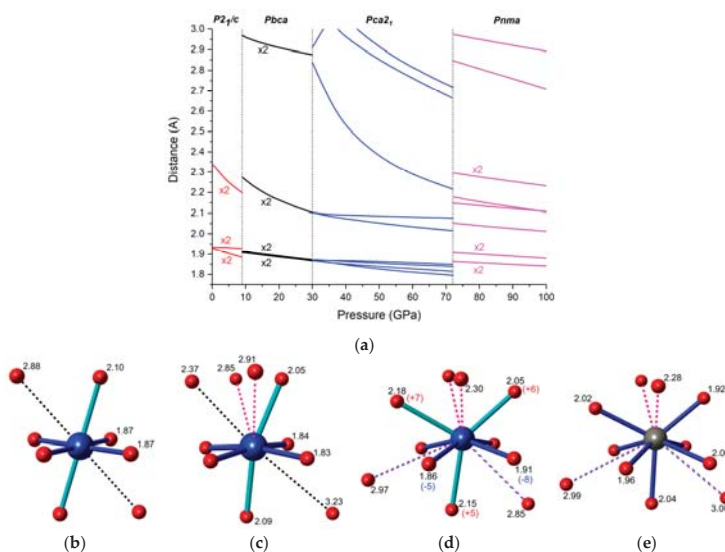 P2₁/c Pbca Pca2₁ Pnma
3.0
2.9
2.8
2.7
2.6
2.5
2.4
2.3
2.2
2.1
2.0
1.9
1.8
Distance (A)
x2
x2
x2
x2
x2
x2
x2
x2
x2
0 10 20 30 40 50 60 70 80 90 100
Pressure (GPa)
(a)
2.88
2.10
1.87
1.87
(b)
2.37
2.85
2.91
2.05
1.84
1.83
3.23
2.09
(c)
2.18 (+7)
2.30
2.05 (+6)
2.97
1.86 (-5)
1.91 (-8)
2.15 (+5)
2.85
(d)
2.02
2.28
1.92
2.99
1.96
2.04
(e)